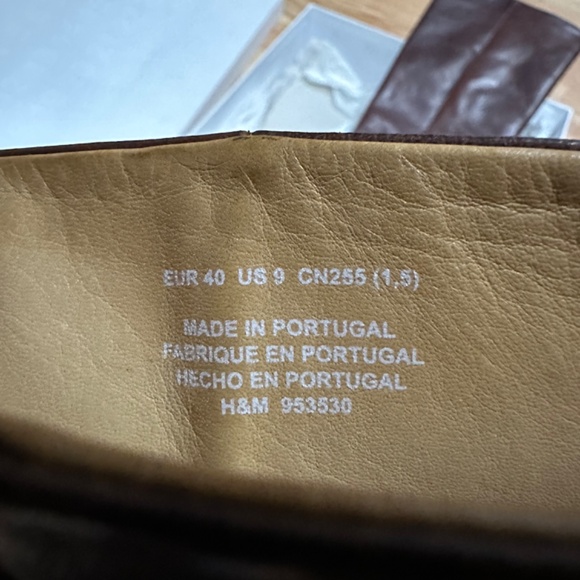 EUR 40 US 9 CN255 (1,5)
MADE IN PORTUGAL
FABRIQUE EN PORTUGAL
HECHO EN PORTUGAL
H&M 953530